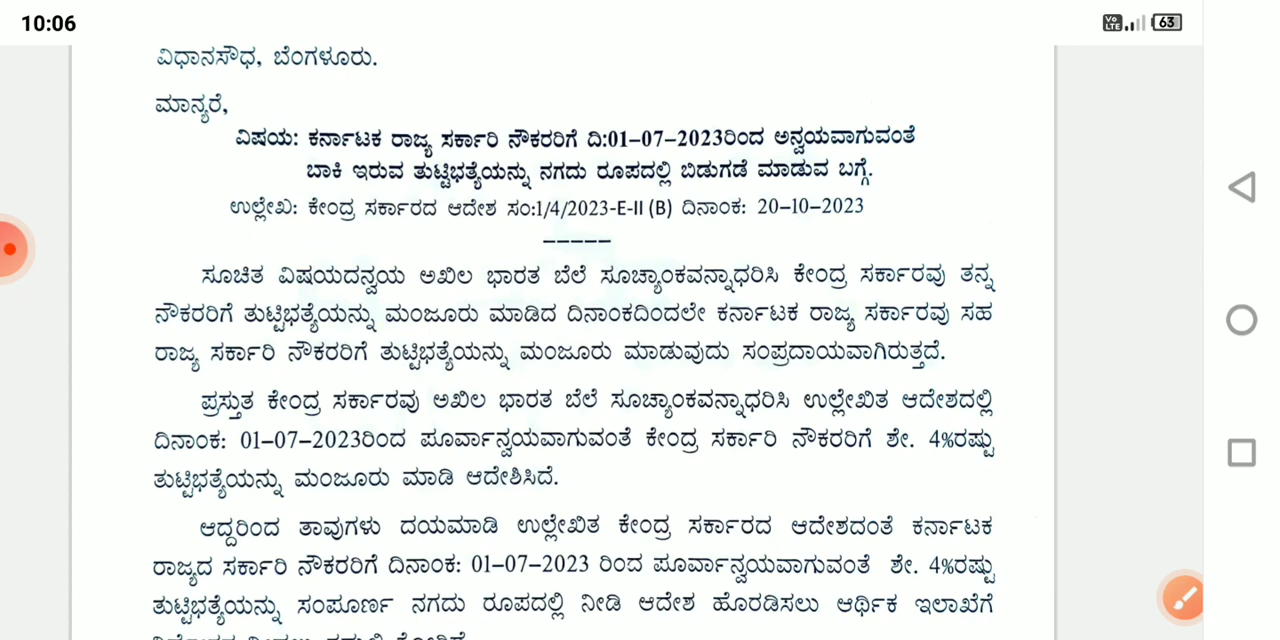 10:06
Vo LTE 63
ವಿಧಾನಸೌಧ, ಬೆಂಗಳೂರು.
ಮಾನ್ಯರೆ,
ವಿಷಯ: ಕರ್ನಾಟಕ ರಾಜ್ಯ ಸರ್ಕಾರಿ ನೌಕರರಿಗೆ ದಿ:01-07-2023ರಿಂದ ಅನ್ವಯವಾಗುವಂತೆ
ಬಾಕಿ ಇರುವ ತುಟ್ಟಿಭತ್ಯೆಯನ್ನು ನಗದು ರೂಪದಲ್ಲಿ ಬಿಡುಗಡೆ ಮಾಡುವ ಬಗ್ಗೆ.
ಉಲ್ಲೇಖ: ಕೇಂದ್ರ ಸರ್ಕಾರದ ಆದೇಶ ಸಂ:1/4/2023-E-II (B) ದಿನಾಂಕ: 20-10-2023
-----
ಸೂಚಿತ ವಿಷಯದನ್ವಯ ಅಖಿಲ ಭಾರತ ಬೆಲೆ ಸೂಚ್ಯಾಂಕವನ್ನಾಧರಿಸಿ ಕೇಂದ್ರ ಸರ್ಕಾರವು ತನ್ನ
ನೌಕರರಿಗೆ ತುಟ್ಟಿಭತ್ಯೆಯನ್ನು ಮಂಜೂರು ಮಾಡಿದ ದಿನಾಂಕದಿಂದಲೇ ಕರ್ನಾಟಕ ರಾಜ್ಯ ಸರ್ಕಾರವು ಸಹ
ರಾಜ್ಯ ಸರ್ಕಾರಿ ನೌಕರರಿಗೆ ತುಟ್ಟಿಭತ್ಯೆಯನ್ನು ಮಂಜೂರು ಮಾಡುವುದು ಸಂಪ್ರದಾಯವಾಗಿರುತ್ತದೆ.
ಪ್ರಸ್ತುತ ಕೇಂದ್ರ ಸರ್ಕಾರವು ಅಖಿಲ ಭಾರತ ಬೆಲೆ ಸೂಚ್ಯಾಂಕವನ್ನಾಧರಿಸಿ ಉಲ್ಲೇಖಿತ ಆದೇಶದಲ್ಲಿ
ದಿನಾಂಕ: 01-07-2023ರಿಂದ ಪೂರ್ವಾನ್ವಯವಾಗುವಂತೆ ಕೇಂದ್ರ ಸರ್ಕಾರಿ ನೌಕರರಿಗೆ ಶೇ. 4%ರಷ್ಟು
ತುಟ್ಟಿಭತ್ಯೆಯನ್ನು ಮಂಜೂರು ಮಾಡಿ ಆದೇಶಿಸಿದೆ.
ಆದ್ದರಿಂದ ತಾವುಗಳು ದಯಮಾಡಿ ಉಲ್ಲೇಖಿತ ಕೇಂದ್ರ ಸರ್ಕಾರದ ಆದೇಶದಂತೆ ಕರ್ನಾಟಕ
ರಾಜ್ಯದ ಸರ್ಕಾರಿ ನೌಕರರಿಗೆ ದಿನಾಂಕ: 01-07-2023 ರಿಂದ ಪೂರ್ವಾನ್ವಯವಾಗುವಂತೆ ಶೇ. 4%ರಷ್ಟು
ತುಟ್ಟಿಭತ್ಯೆಯನ್ನು ಸಂಪೂರ್ಣ ನಗದು ರೂಪದಲ್ಲಿ ನೀಡಿ ಆದೇಶ ಹೊರಡಿಸಲು ಆರ್ಥಿಕ ಇಲಾಖೆಗೆ